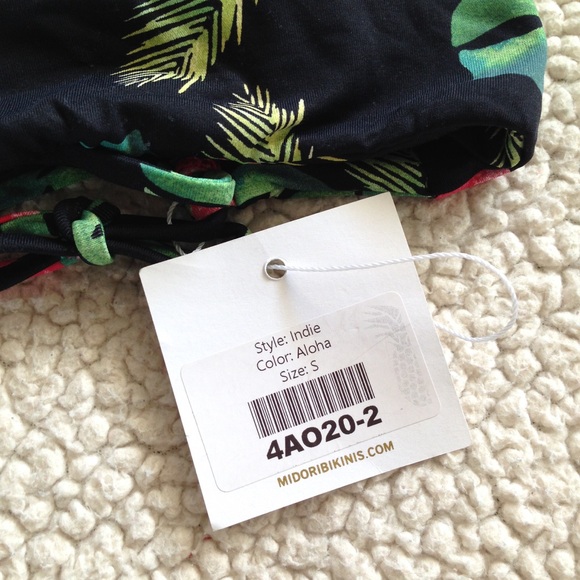 Style: Indie
Color: Aloha
Size: S
4AO20-2
MIDORIBIKINIS.COM